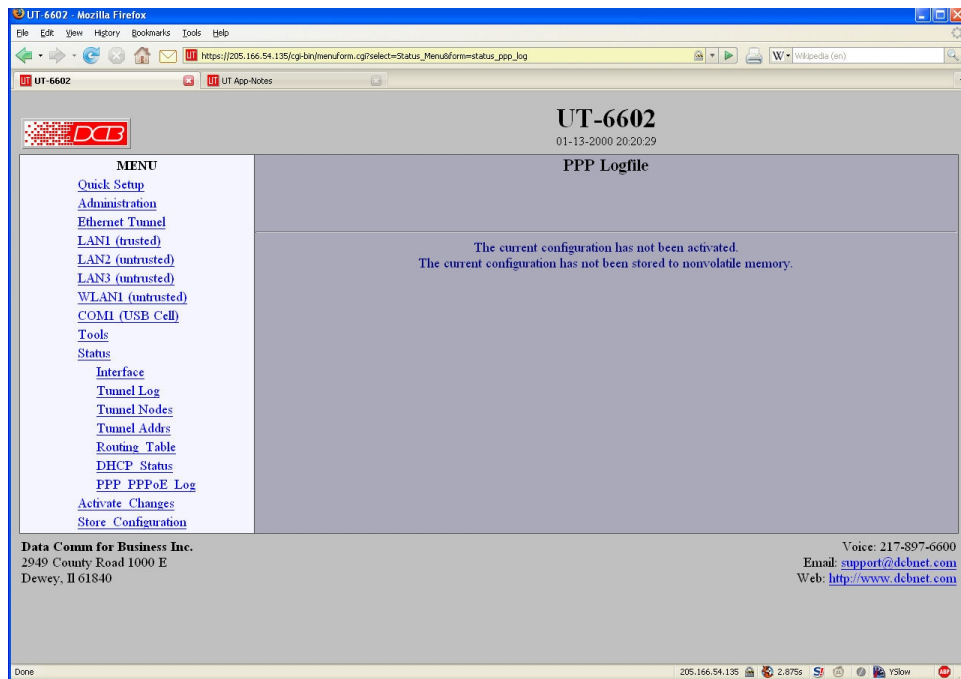 UT-6602 - Mozilla Firefox
File Edit View History Bookmarks Tools Help
UT https://205.166.54.135/cgi-bin/menuform.cgi?select=Status_Menu&form=status_ppp_log W Wikipedia (en)
UT UT-6602 UT UT App-Notes
DCB
UT-6602
01-13-2000 20:20:29
MENU
Quick Setup
Administration
Ethernet Tunnel
LAN1 (trusted)
LAN2 (untrusted)
LAN3 (untrusted)
WLAN1 (untrusted)
COM1 (USB Cell)
Tools
Status
Interface
Tunnel Log
Tunnel Nodes
Tunnel Addrs
Routing Table
DHCP Status
PPP PPPoE Log
Activate Changes
Store Configuration
PPP Logfile
The current configuration has not been activated.
The current configuration has not been stored to nonvolatile memory.
Data Comm for Business Inc.
2949 County Road 1000 E
Dewey, Il 61840
Voice: 217-897-6600
Email: support@dcbnet.com
Web: http://www.dcbnet.com
Done 205.166.54.135 2.875s S! YSlow ABP